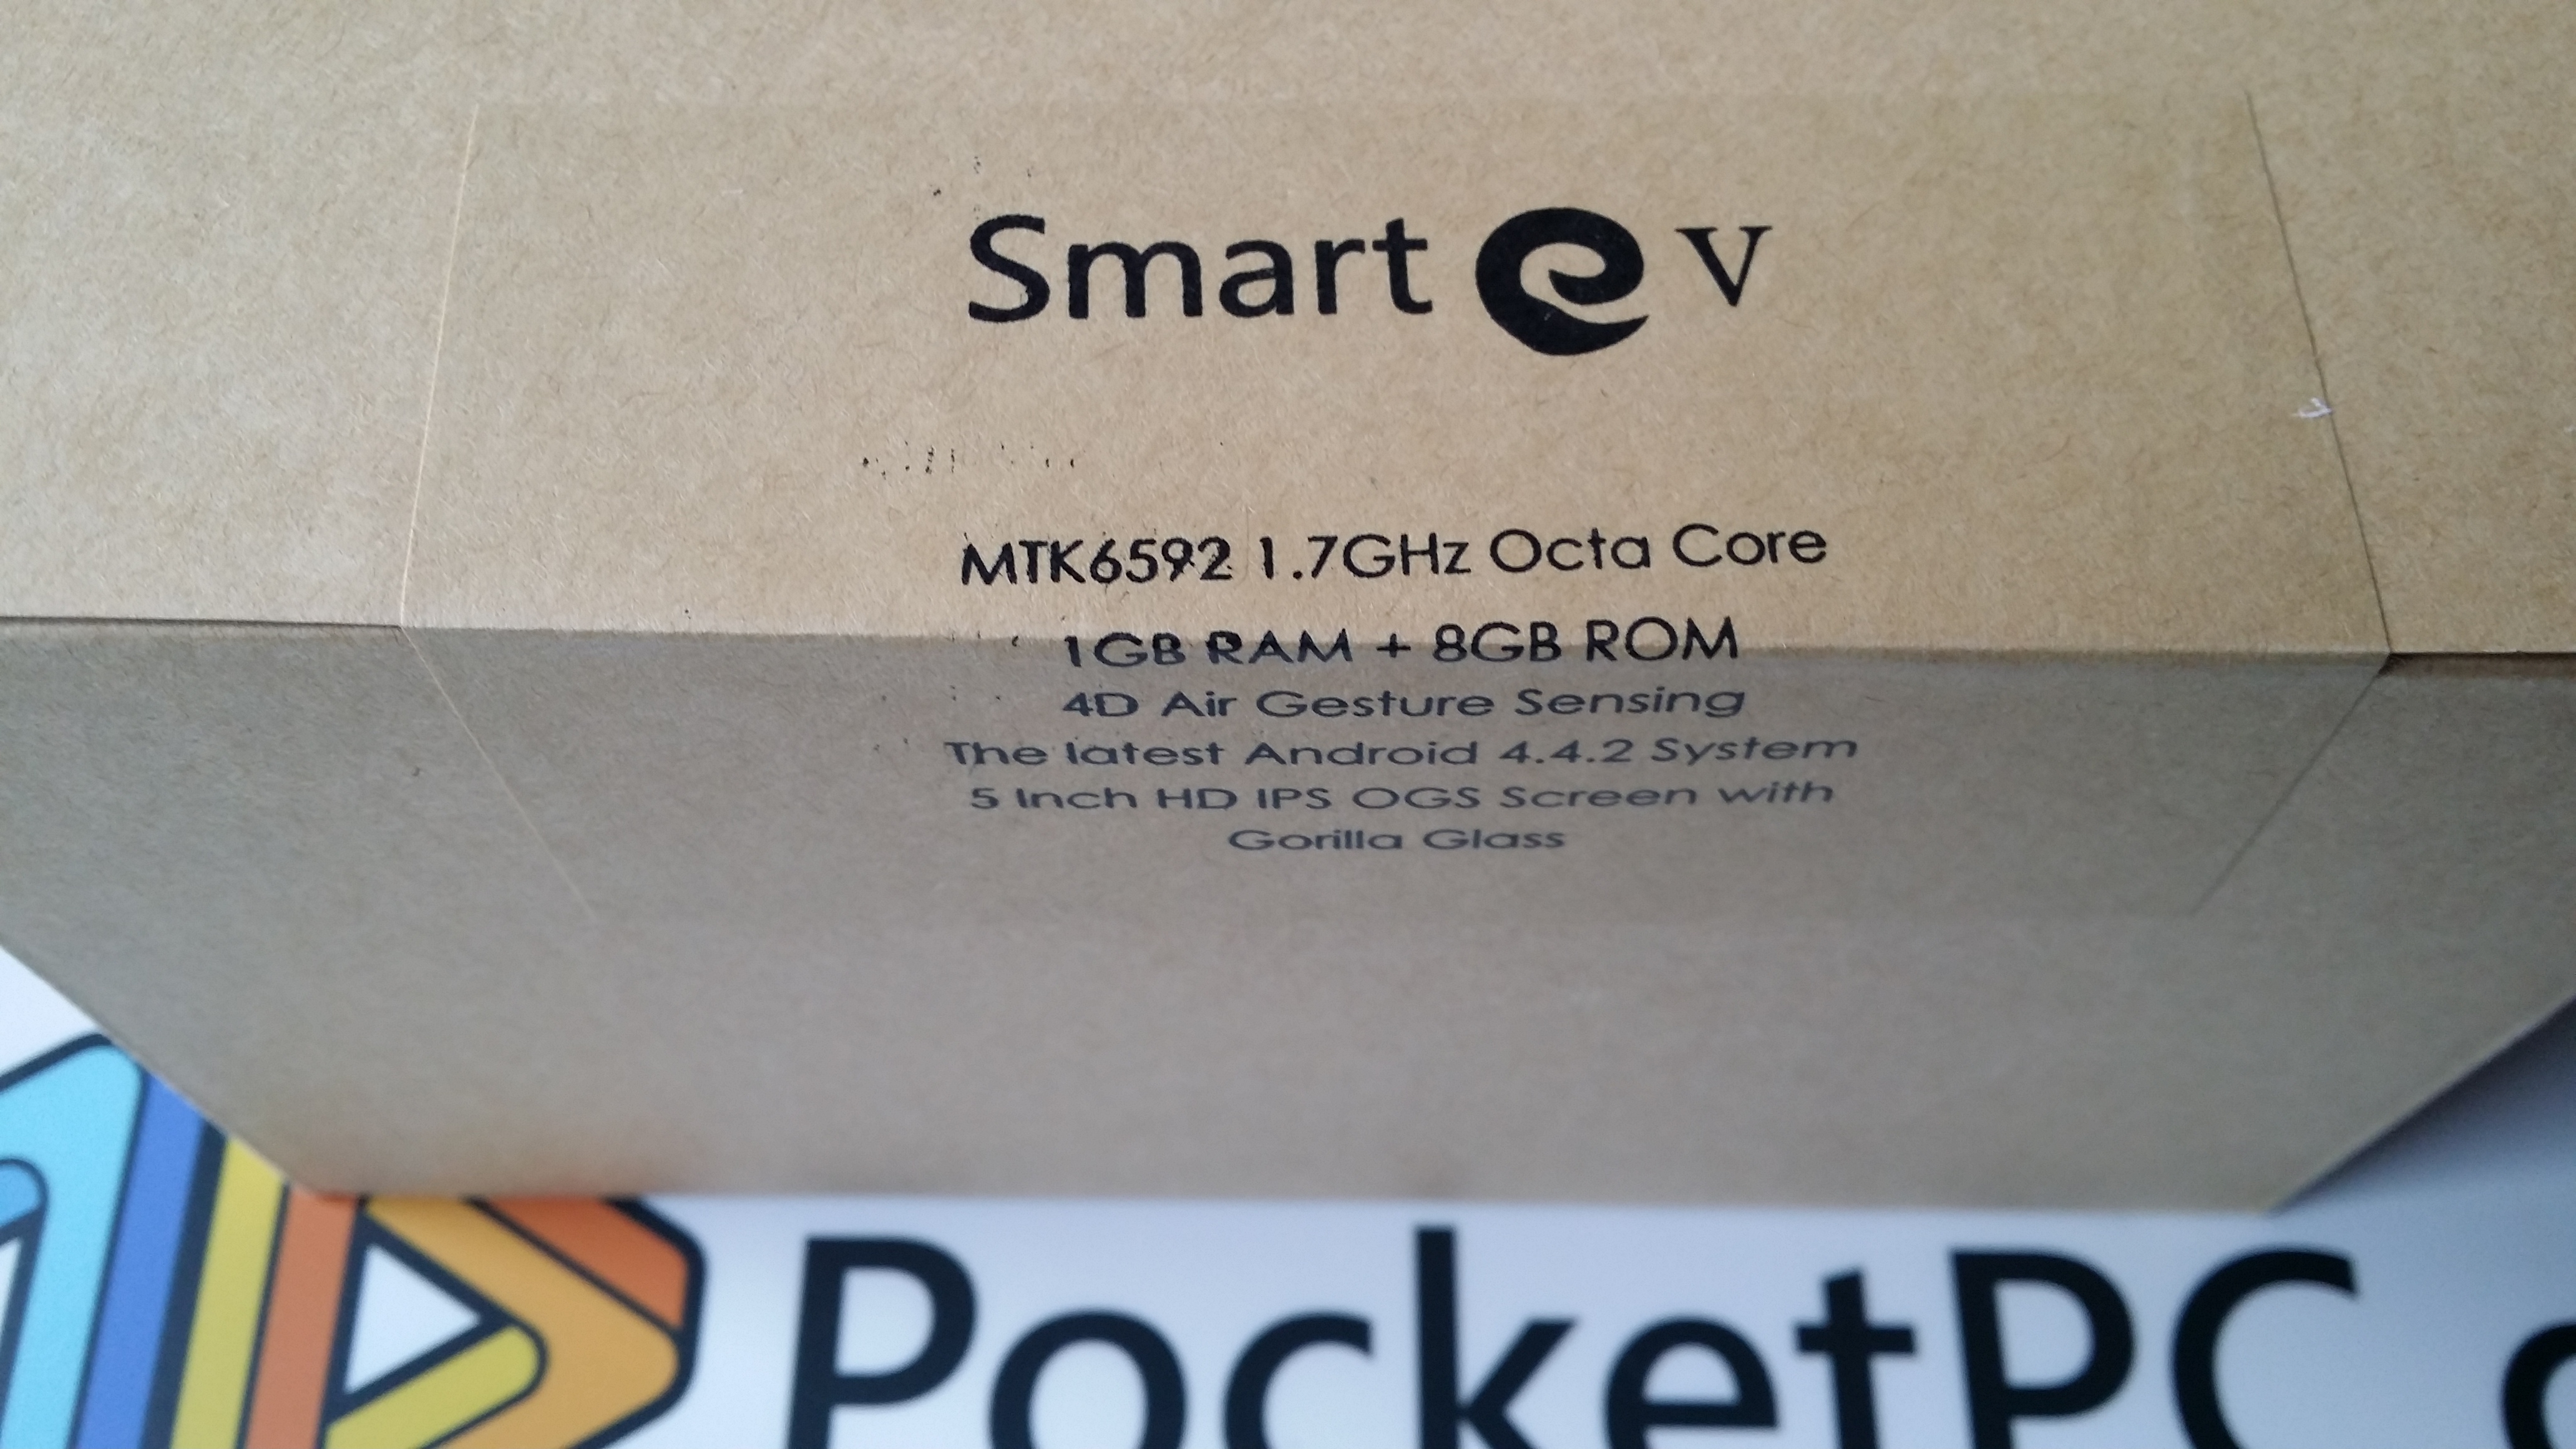 Smart e V
MTK6592 1.7GHz Octa Core
1GB RAM + 8GB ROM
4D Air Gesture Sensing
The latest Android 4.4.2 System
5 Inch HD IPS OGS Screen with
Gorilla Glass
PocketPC